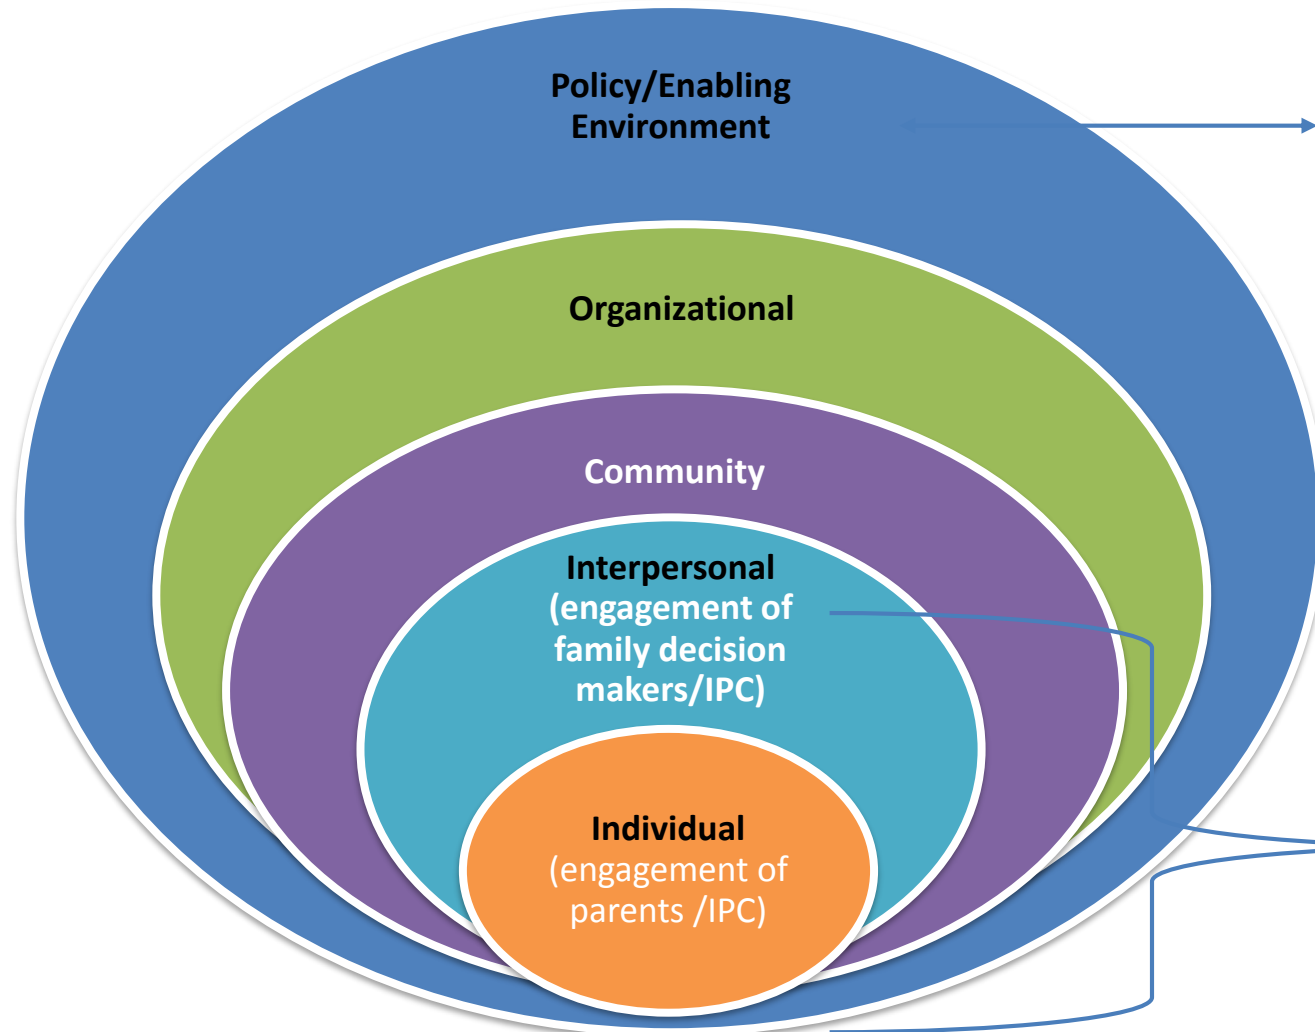 Policy/Enabling
Environment
Organizational
Community
Interpersonal
(engagement of
family decision
makers/IPC)
Individual
(engagement of
parents /IPC)